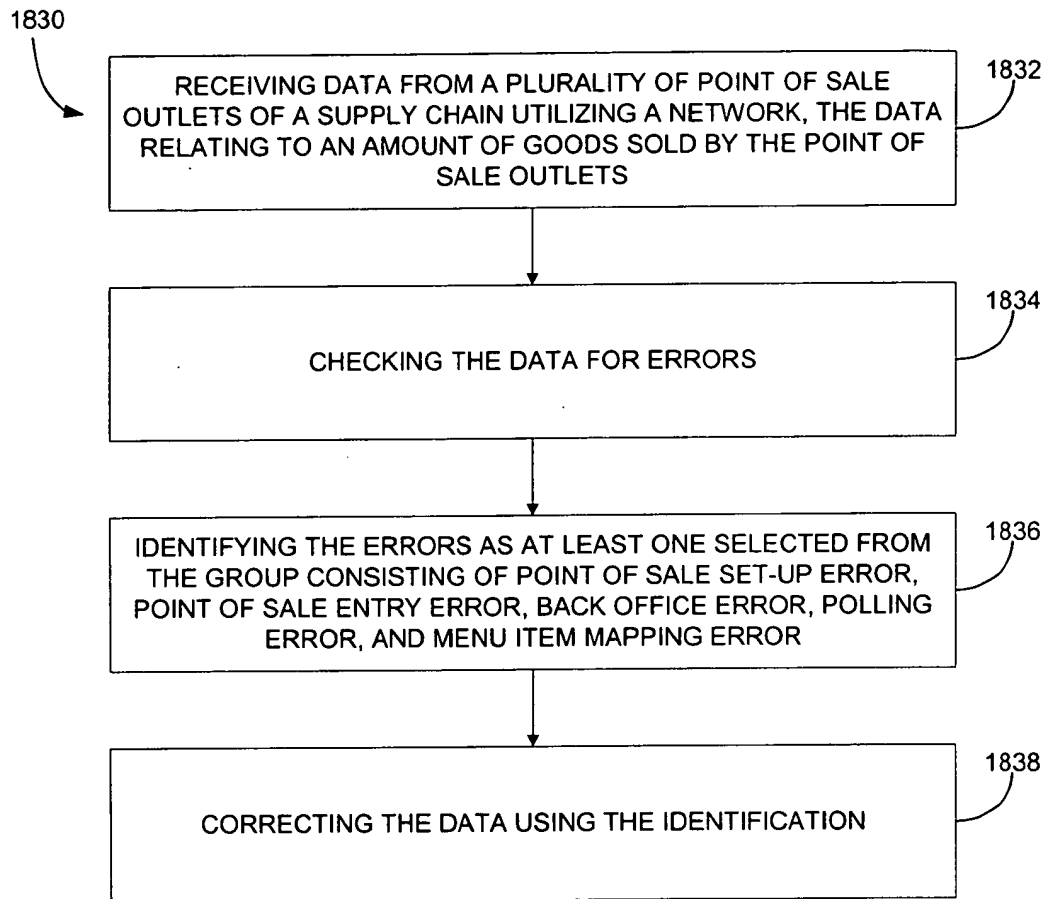 1830
RECEIVING DATA FROM A PLURALITY OF POINT OF SALE
OUTLETS OF A SUPPLY CHAIN UTILIZING A NETWORK, THE DATA
RELATING TO AN AMOUNT OF GOODS SOLD BY THE POINT OF
SALE OUTLETS
1832
CHECKING THE DATA FOR ERRORS
1834
IDENTIFYING THE ERRORS AS AT LEAST ONE SELECTED FROM
THE GROUP CONSISTING OF POINT OF SALE SET-UP ERROR,
POINT OF SALE ENTRY ERROR, BACK OFFICE ERROR, POLLING
ERROR, AND MENU ITEM MAPPING ERROR
1836
CORRECTING THE DATA USING THE IDENTIFICATION
1838